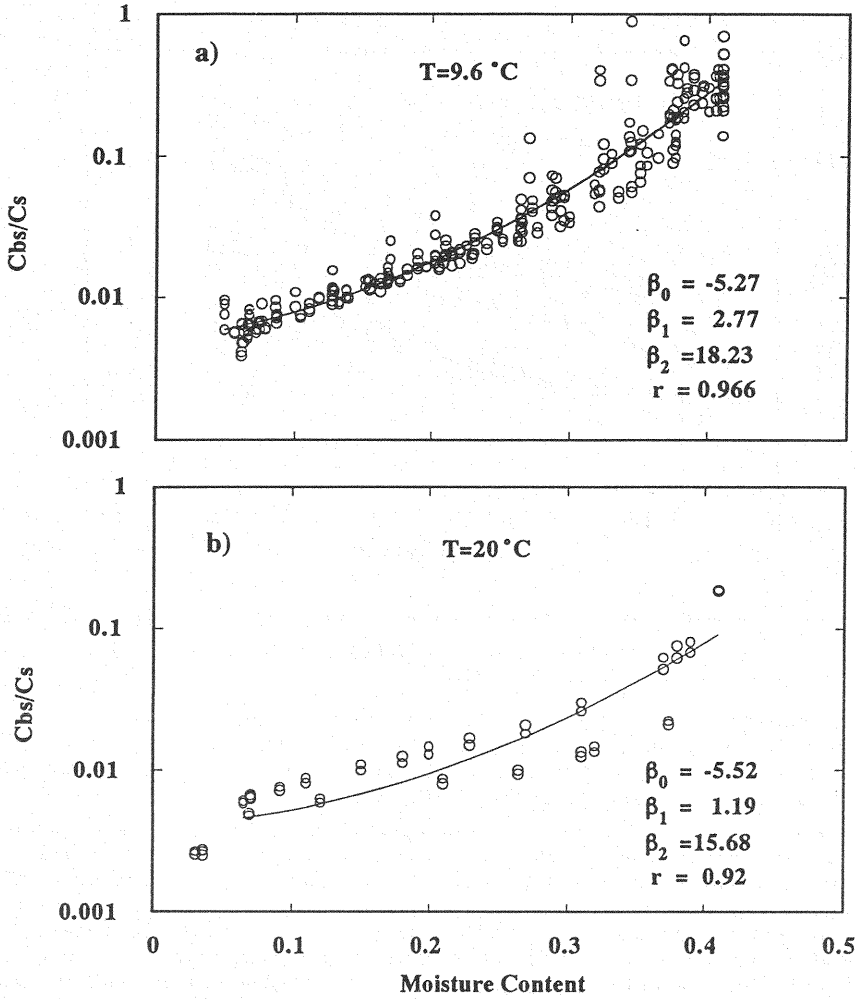 1
a)
T=9.6 °C
0.1
Cbs/Cs
0.01
β0 = -5.27
β1 = 2.77
β2 =18.23
r = 0.966
0.001
1
b)
T=20 °C
0.1
Cbs/Cs
0.01
β0 = -5.52
β1 = 1.19
β2 =15.68
r = 0.92
0.001
0 0.1 0.2 0.3 0.4 0.5
Moisture Content